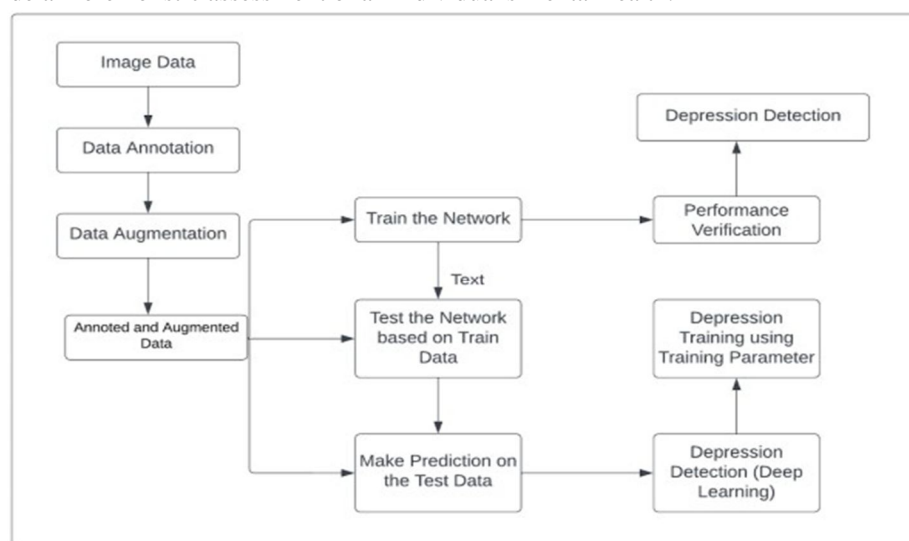 Image Data
Data Annotation
Data Augmentation
Annoted and Augmented
Data
Train the Network
Text
Test the Network
based on Train
Data
Make Prediction on
the Test Data
Depression Detection
Performance
Verification
Depression
Training using
Training Parameter
Depression
Detection (Deep
Learning)